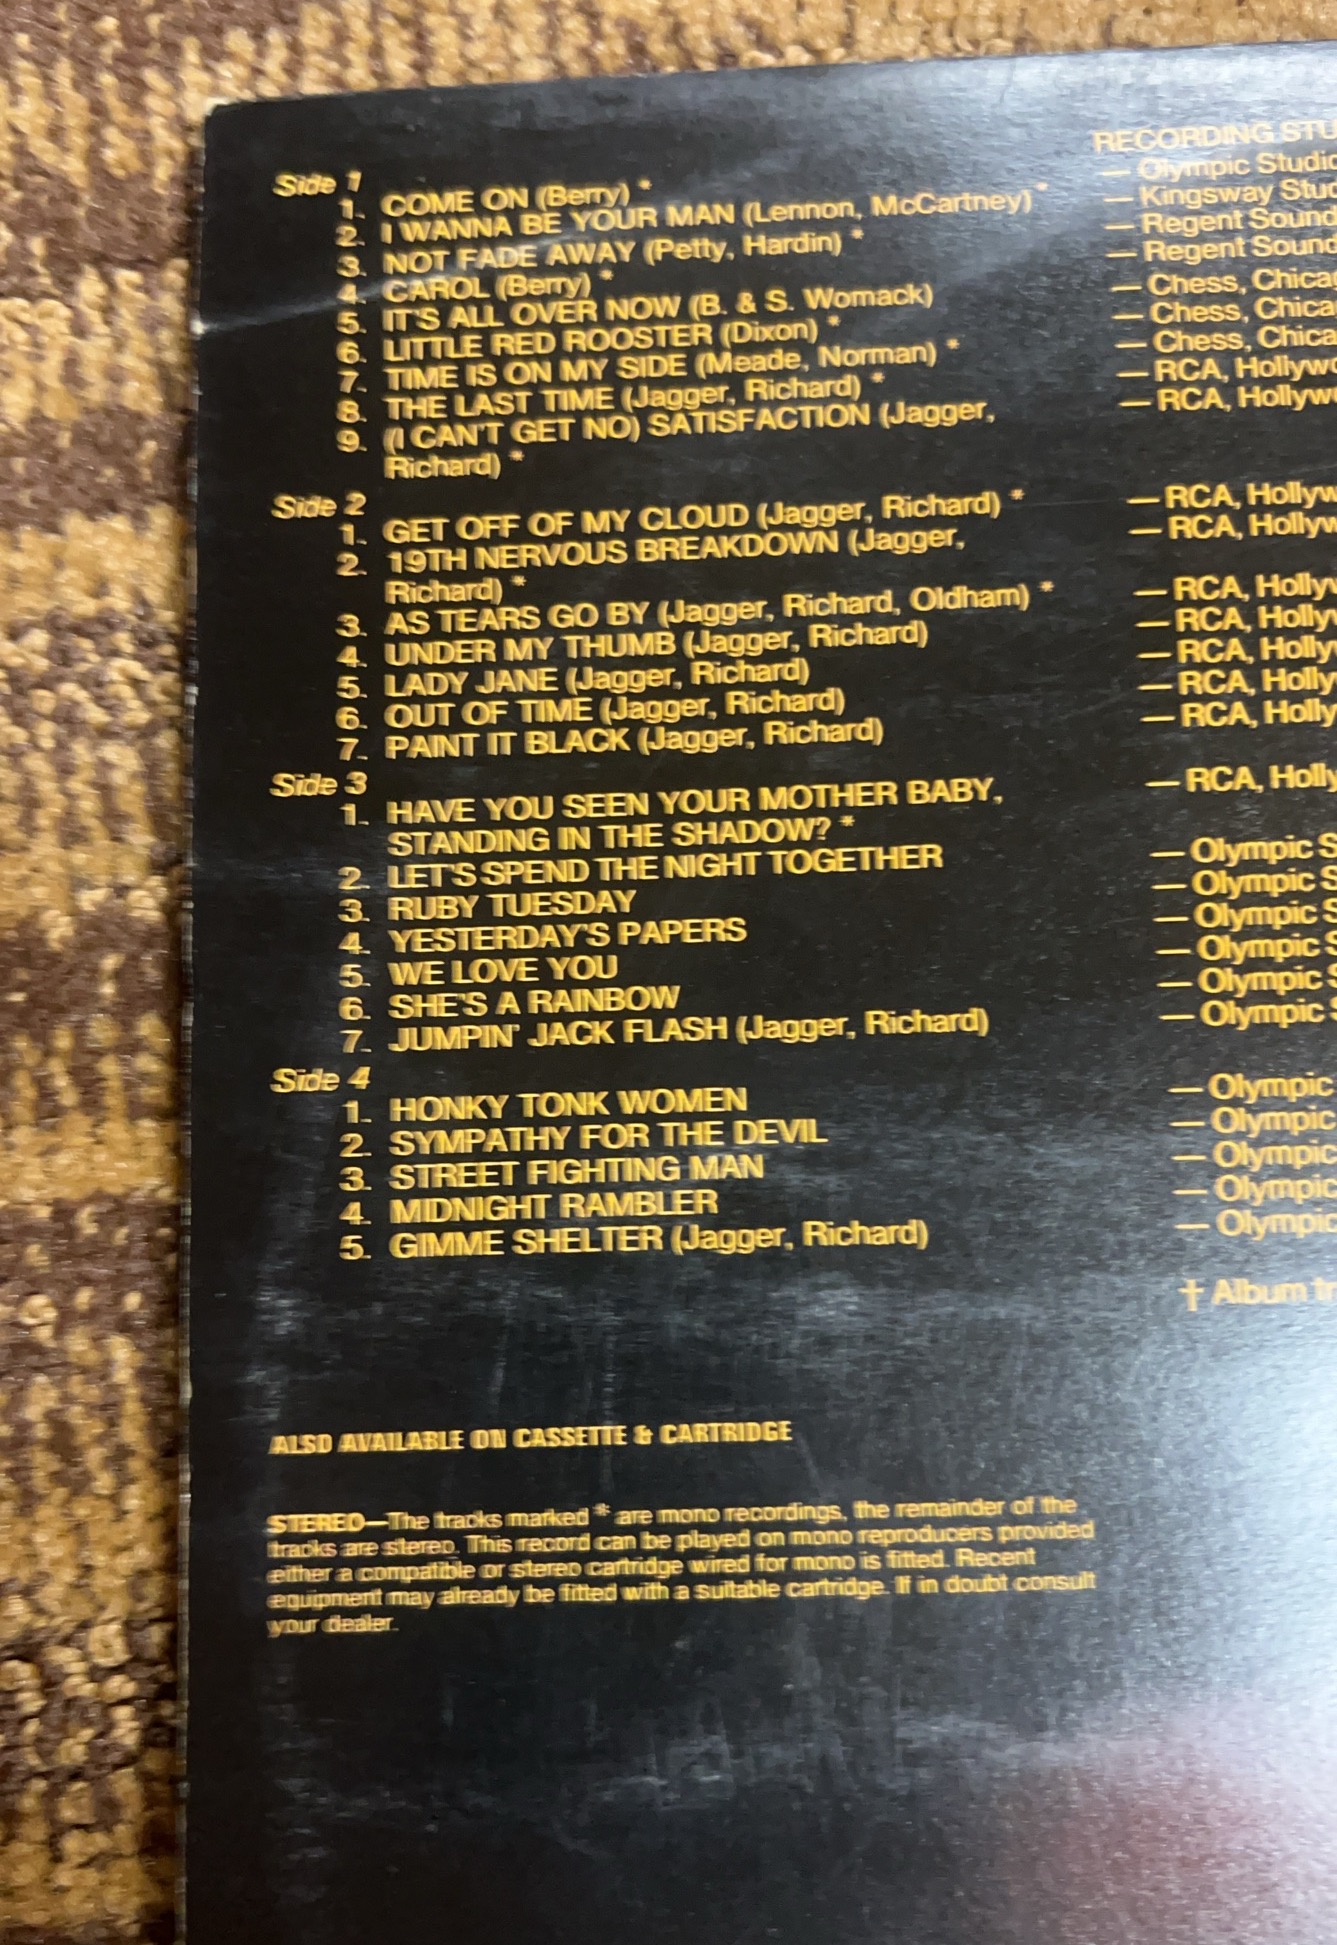 RECORDING STU
Side 1
1. COME ON (Berry) * — Olympic Studio
2. I WANNA BE YOUR MAN (Lennon, McCartney) * — Kingsway Stud
3. NOT FADE AWAY (Petty, Hardin) * — Regent Sound
4. CAROL (Berry) * — Regent Sound
5. IT'S ALL OVER NOW (B. & S. Womack) — Chess, Chica
6. LITTLE RED ROOSTER (Dixon) * — Chess, Chica
7. TIME IS ON MY SIDE (Meade, Norman) * — Chess, Chica
8. THE LAST TIME (Jagger, Richard) * — RCA, Hollywo
9. (I CAN'T GET NO) SATISFACTION (Jagger, — RCA, Hollyw
Richard) *
Side 2
1. GET OFF OF MY CLOUD (Jagger, Richard) * — RCA, Hollyw
2. 19TH NERVOUS BREAKDOWN (Jagger, — RCA, Hollyw
Richard) *
3. AS TEARS GO BY (Jagger, Richard, Oldham) * — RCA, Hollyw
4. UNDER MY THUMB (Jagger, Richard) — RCA, Holly
5. LADY JANE (Jagger, Richard) — RCA, Holly
6. OUT OF TIME (Jagger, Richard) — RCA, Holly
7. PAINT IT BLACK (Jagger, Richard) — RCA, Holly
Side 3
1. HAVE YOU SEEN YOUR MOTHER BABY, — RCA, Holly
STANDING IN THE SHADOW? *
2. LET'S SPEND THE NIGHT TOGETHER — Olympic S
3. RUBY TUESDAY — Olympic S
4. YESTERDAY'S PAPERS — Olympic S
5. WE LOVE YOU — Olympic S
6. SHE'S A RAINBOW — Olympic S
7. JUMPIN' JACK FLASH (Jagger, Richard) — Olympic S
Side 4
1. HONKY TONK WOMEN — Olympic
2. SYMPATHY FOR THE DEVIL — Olympic
3. STREET FIGHTING MAN — Olympic
4. MIDNIGHT RAMBLER — Olympic
5. GIMME SHELTER (Jagger, Richard) — Olympic
† Album tr
ALSO AVAILABLE ON CASSETTE & CARTRIDGE
STEREO—The tracks marked * are mono recordings, the remainder of the
tracks are stereo. This record can be played on mono reproducers provided
either a compatible or stereo cartridge wired for mono is fitted. Recent
equipment may already be fitted with a suitable cartridge. If in doubt consult
your dealer.